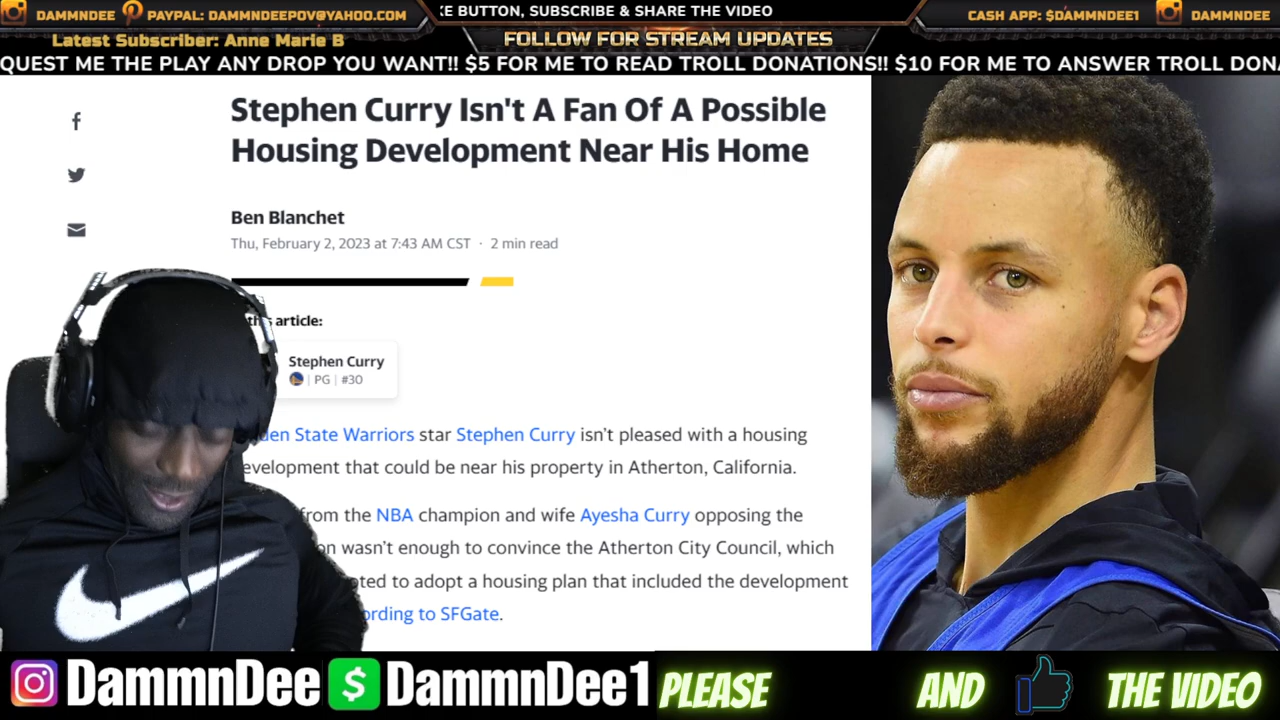 DAMMNDEE PAYPAL: DAMMNDEEPOV@YAHOO.COM
E BUTTON, SUBSCRIBE & SHARE THE VIDEO
CASH APP: $DAMMNDEE1 DAMMNDEE
Latest Subscriber: Anne Marie B
FOLLOW FOR STREAM UPDATES
QUEST ME THE PLAY ANY DROP YOU WANT!! $5 FOR ME TO READ TROLL DONATIONS!! $10 FOR ME TO ANSWER TROLL DON
Stephen Curry Isn't A Fan Of A Possible
Housing Development Near His Home
Ben Blanchet
Thu, February 2, 2023 at 7:43 AM CST · 2 min read
this article:
Stephen Curry
| PG | #30
den State Warriors star Stephen Curry isn’t pleased with a housing
evelopment that could be near his property in Atherton, California.
from the NBA champion and wife Ayesha Curry opposing the
on wasn’t enough to convince the Atherton City Council, which
oted to adopt a housing plan that included the development
ording to SFGate.
DammnDee $ DammnDee1 PLEASE AND THE VIDEO